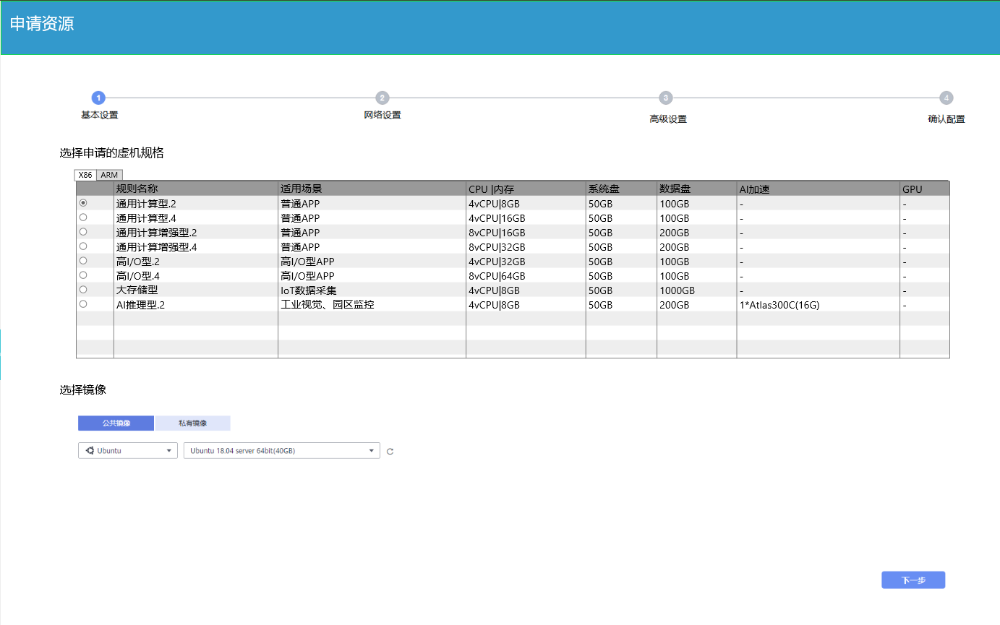 申请资源
1 2 3 4
基本设置 网络设置 高级设置 确认配置
选择申请的虚机规格
X86 ARM
规则名称 适用场景 CPU |内存 系统盘 数据盘 AI加速 GPU
通用计算型.2 普通APP 4vCPU|8GB 50GB 100GB - -
通用计算型.4 普通APP 4vCPU|16GB 50GB 100GB - -
通用计算增强型.2 普通APP 8vCPU|16GB 50GB 200GB - -
通用计算增强型.4 普通APP 8vCPU|32GB 50GB 200GB - -
高I/O型.2 高I/O型APP 4vCPU|32GB 50GB 100GB - -
高I/O型.4 高I/O型APP 8vCPU|64GB 50GB 100GB - -
大存储型 IoT数据采集 4vCPU|8GB 50GB 1000GB - -
AI推理型.2 工业视觉、园区监控 4vCPU|8GB 50GB 200GB 1*Atlas300C(16G) -
选择镜像
公共镜像 私有镜像
Ubuntu Ubuntu 18.04 server 64bit(40GB)
下一步